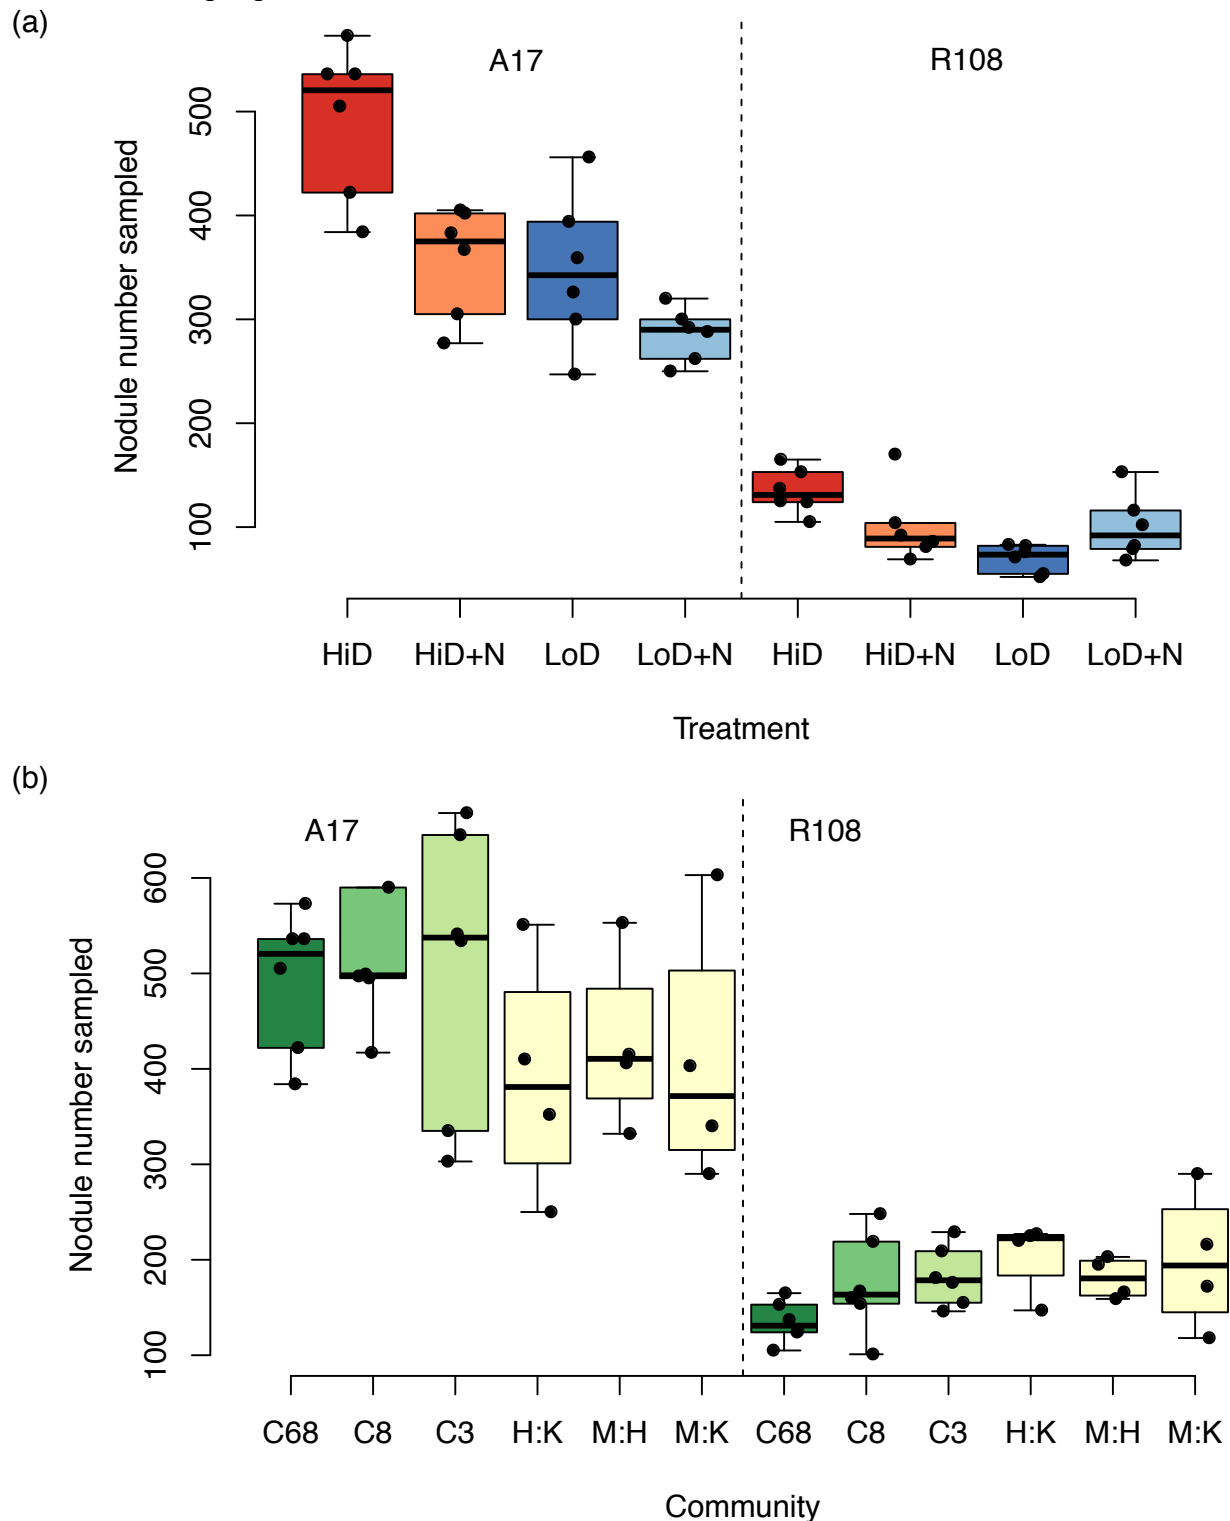 (a)
A17 R108
Nodule number sampled
500
400
300
200
100
HiD HiD+N LoD LoD+N HiD HiD+N LoD LoD+N
Treatment
(b)
A17 R108
Nodule number sampled
600
500
400
300
200
100
C68 C8 C3 H:K M:H M:K C68 C8 C3 H:K M:H M:K
Community